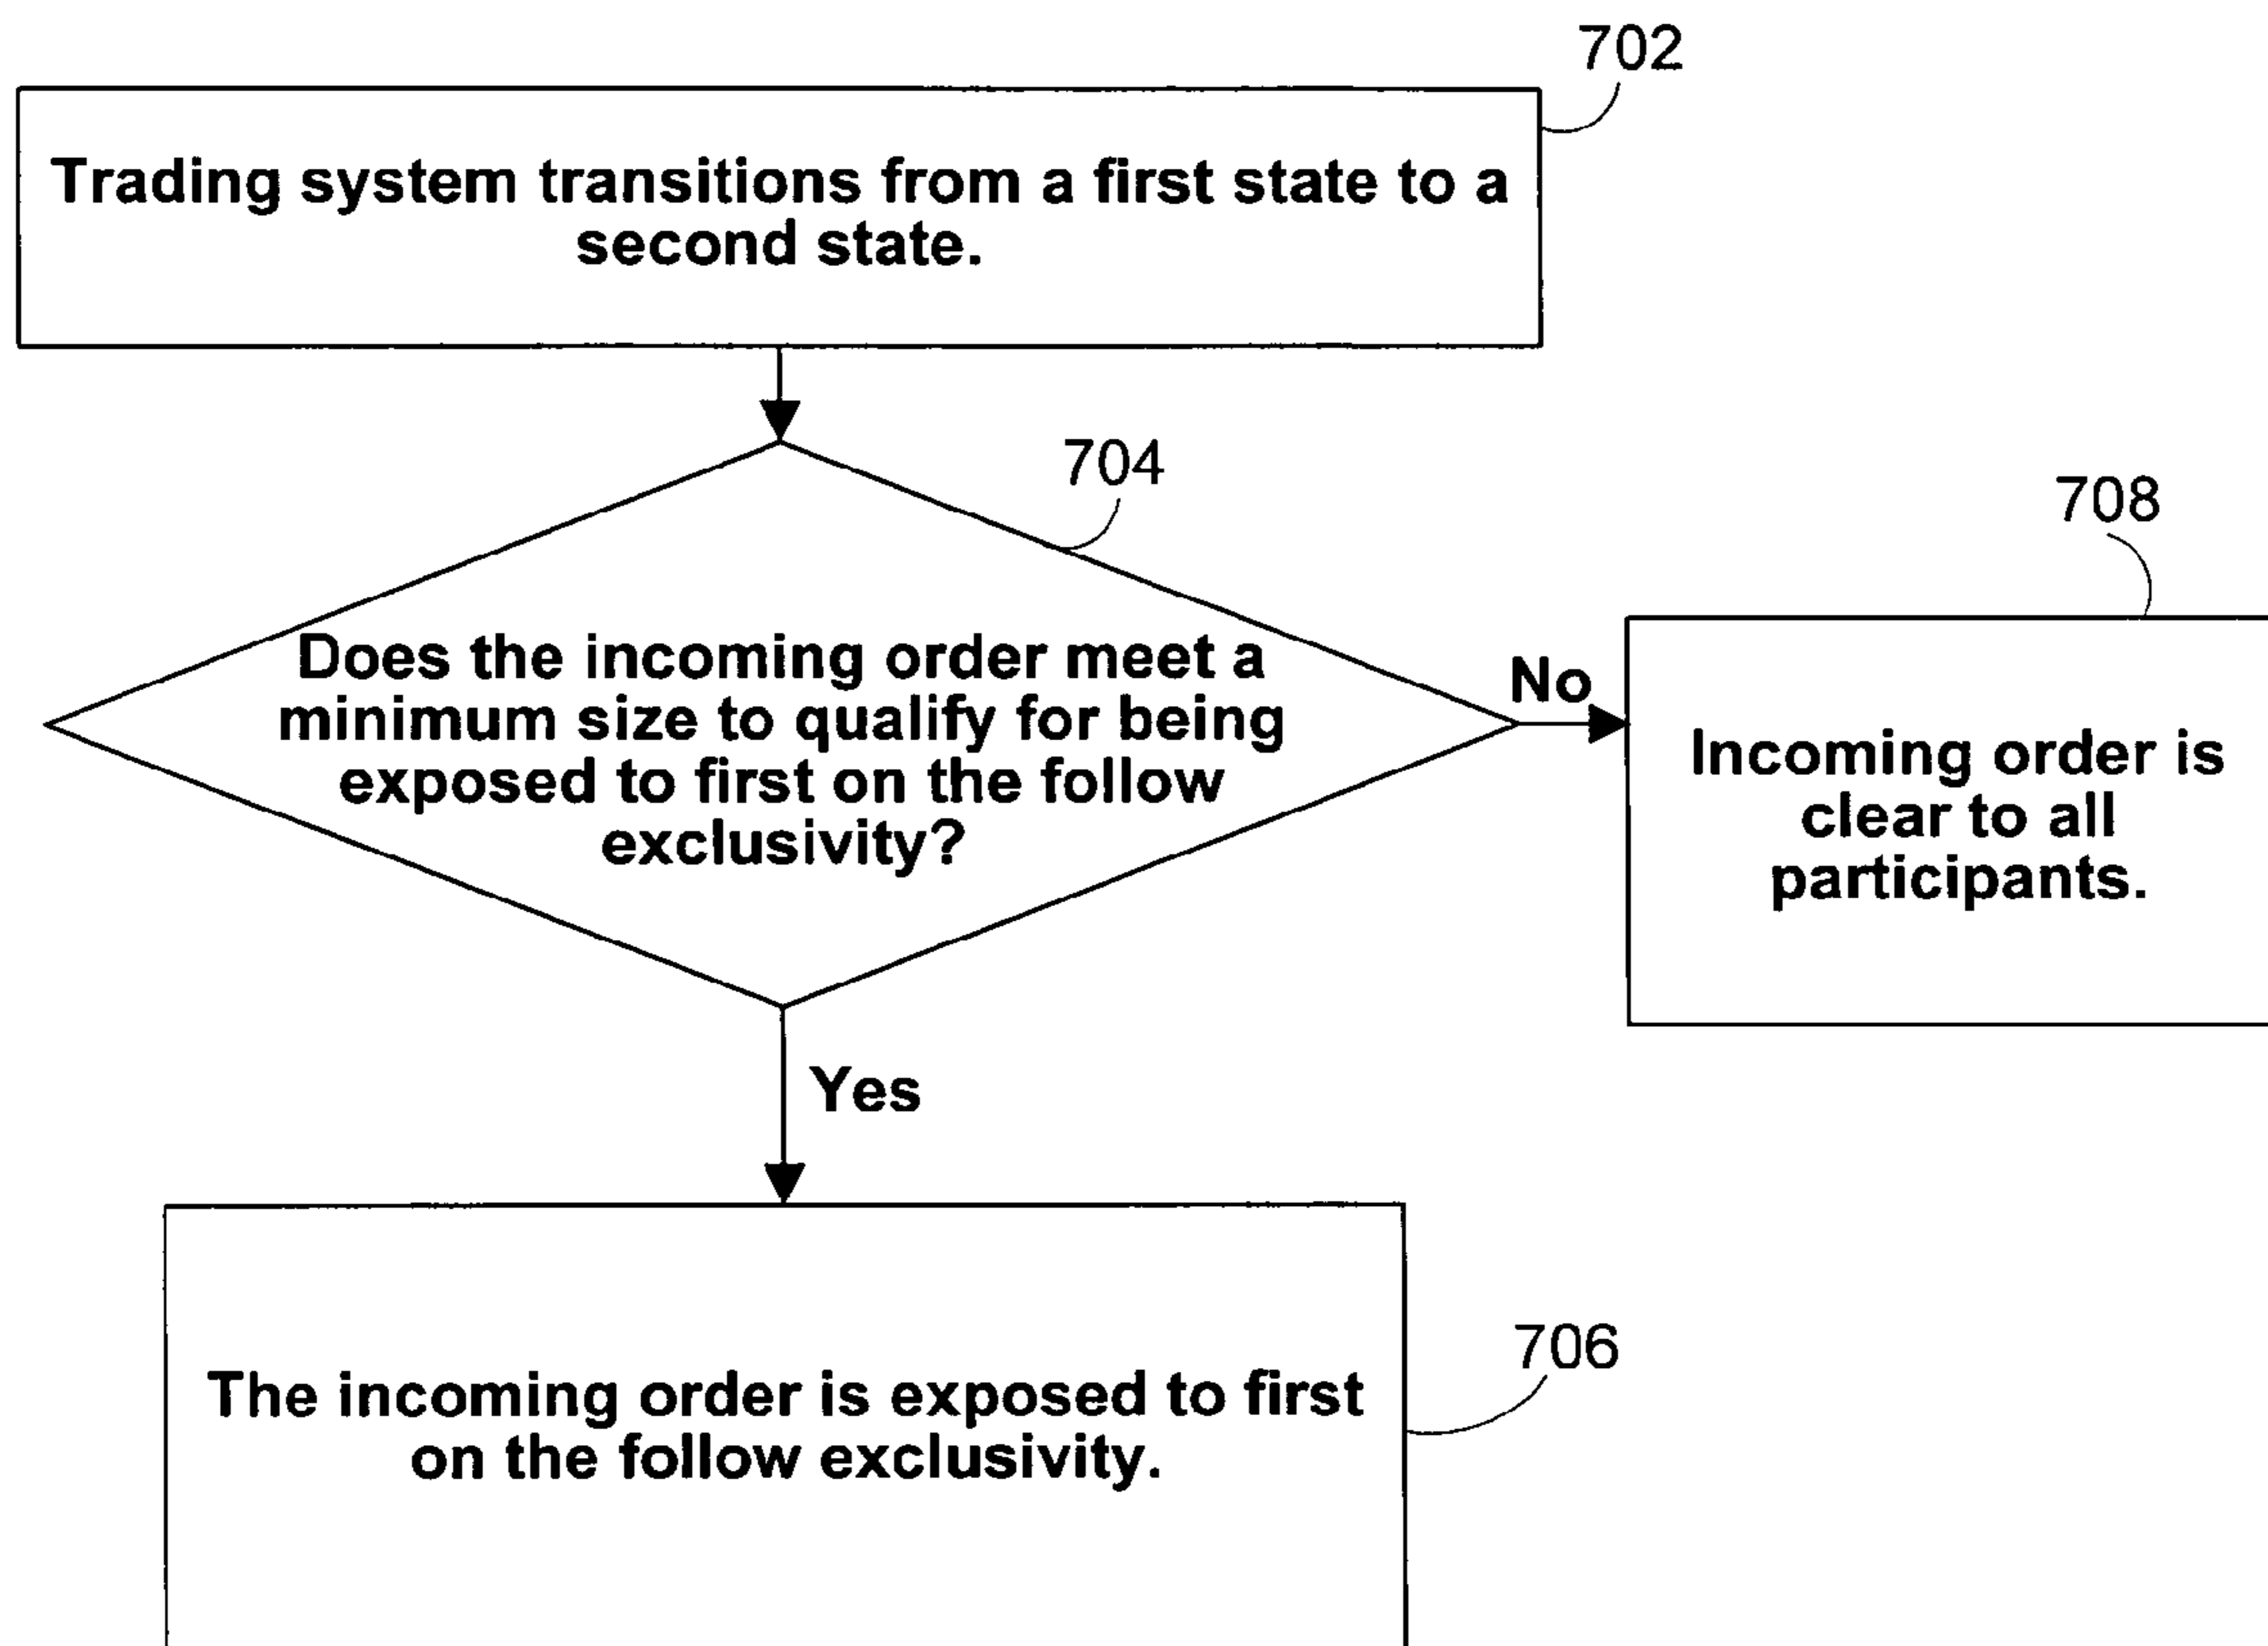 702
Trading system transitions from a first state to a
second state.
704
708
Does the incoming order meet a
minimum size to qualify for being
exposed to first on the follow
exclusivity?
No
Incoming order is
clear to all
participants.
Yes
706
The incoming order is exposed to first
on the follow exclusivity.